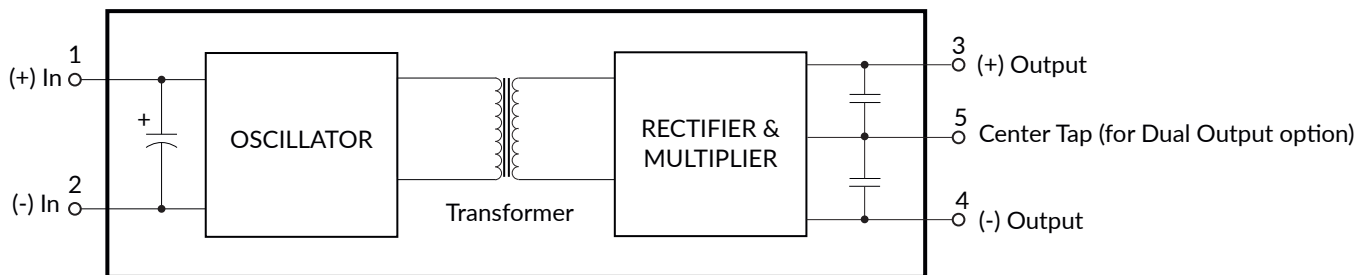 1
(+) In
+
2
(-) In
OSCILLATOR
Transformer
RECTIFIER &
MULTIPLIER
3
(+) Output
5
Center Tap (for Dual Output option)
4
(-) Output